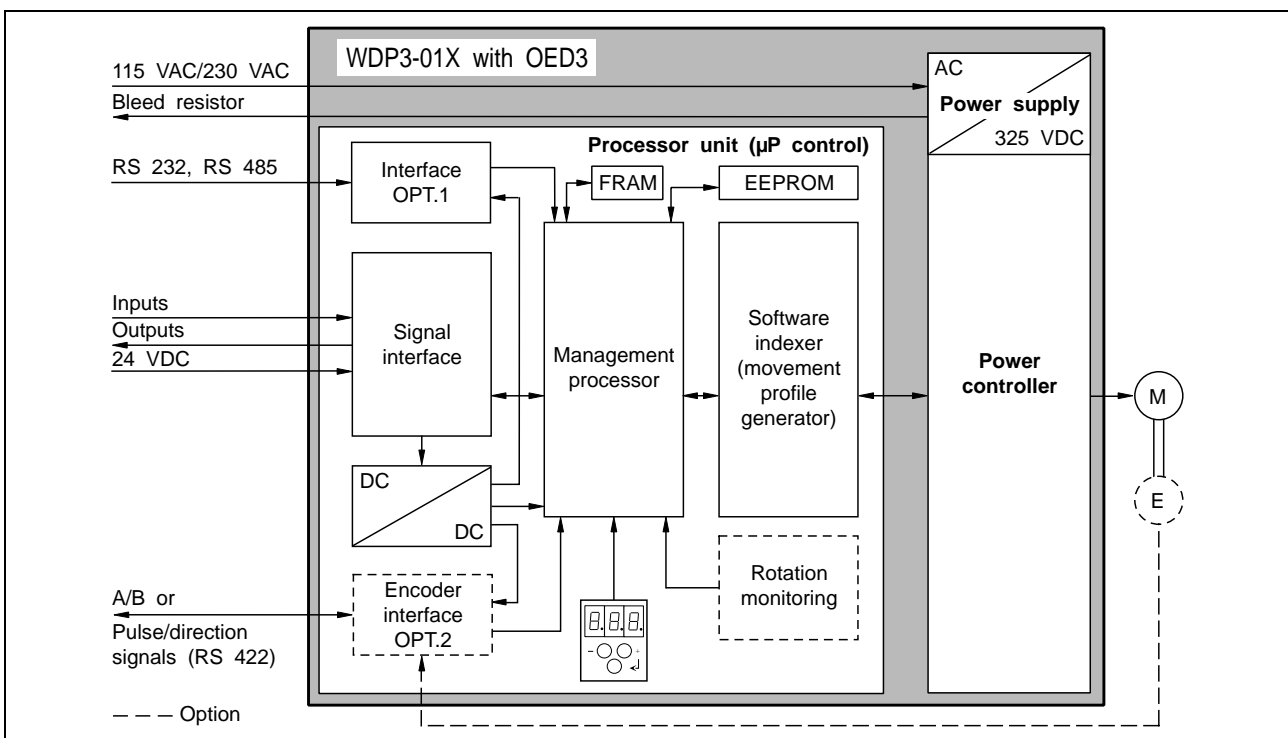 WDP3-01X with OED3
115 VAC/230 VAC
Bleed resistor
AC
Power supply
325 VDC
Processor unit (µP control)
RS 232, RS 485
Interface
OPT.1
FRAM
EEPROM
Inputs
Outputs
24 VDC
Signal
interface
Management
processor
Software
indexer
(movement
profile
generator)
Power
controller
M
E
DC
DC
A/B or
Pulse/direction
signals (RS 422)
Encoder
interface
OPT.2
8.8.8.
- +
Rotation
monitoring
Option